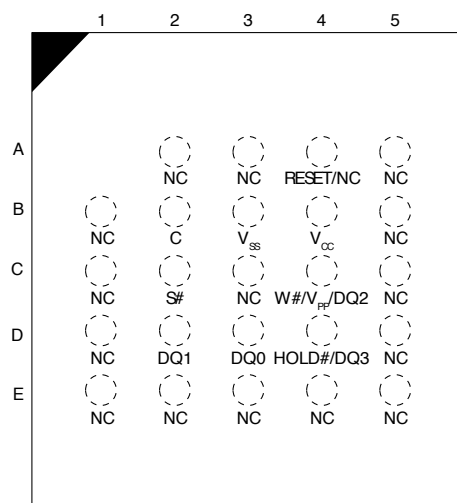 1 2 3 4 5
A
NC NC RESET/NC NC
B
NC C VSS VCC NC
C
NC S# NC W#/VPP/DQ2 NC
D
NC DQ1 DQ0 HOLD#/DQ3 NC
E
NC NC NC NC NC